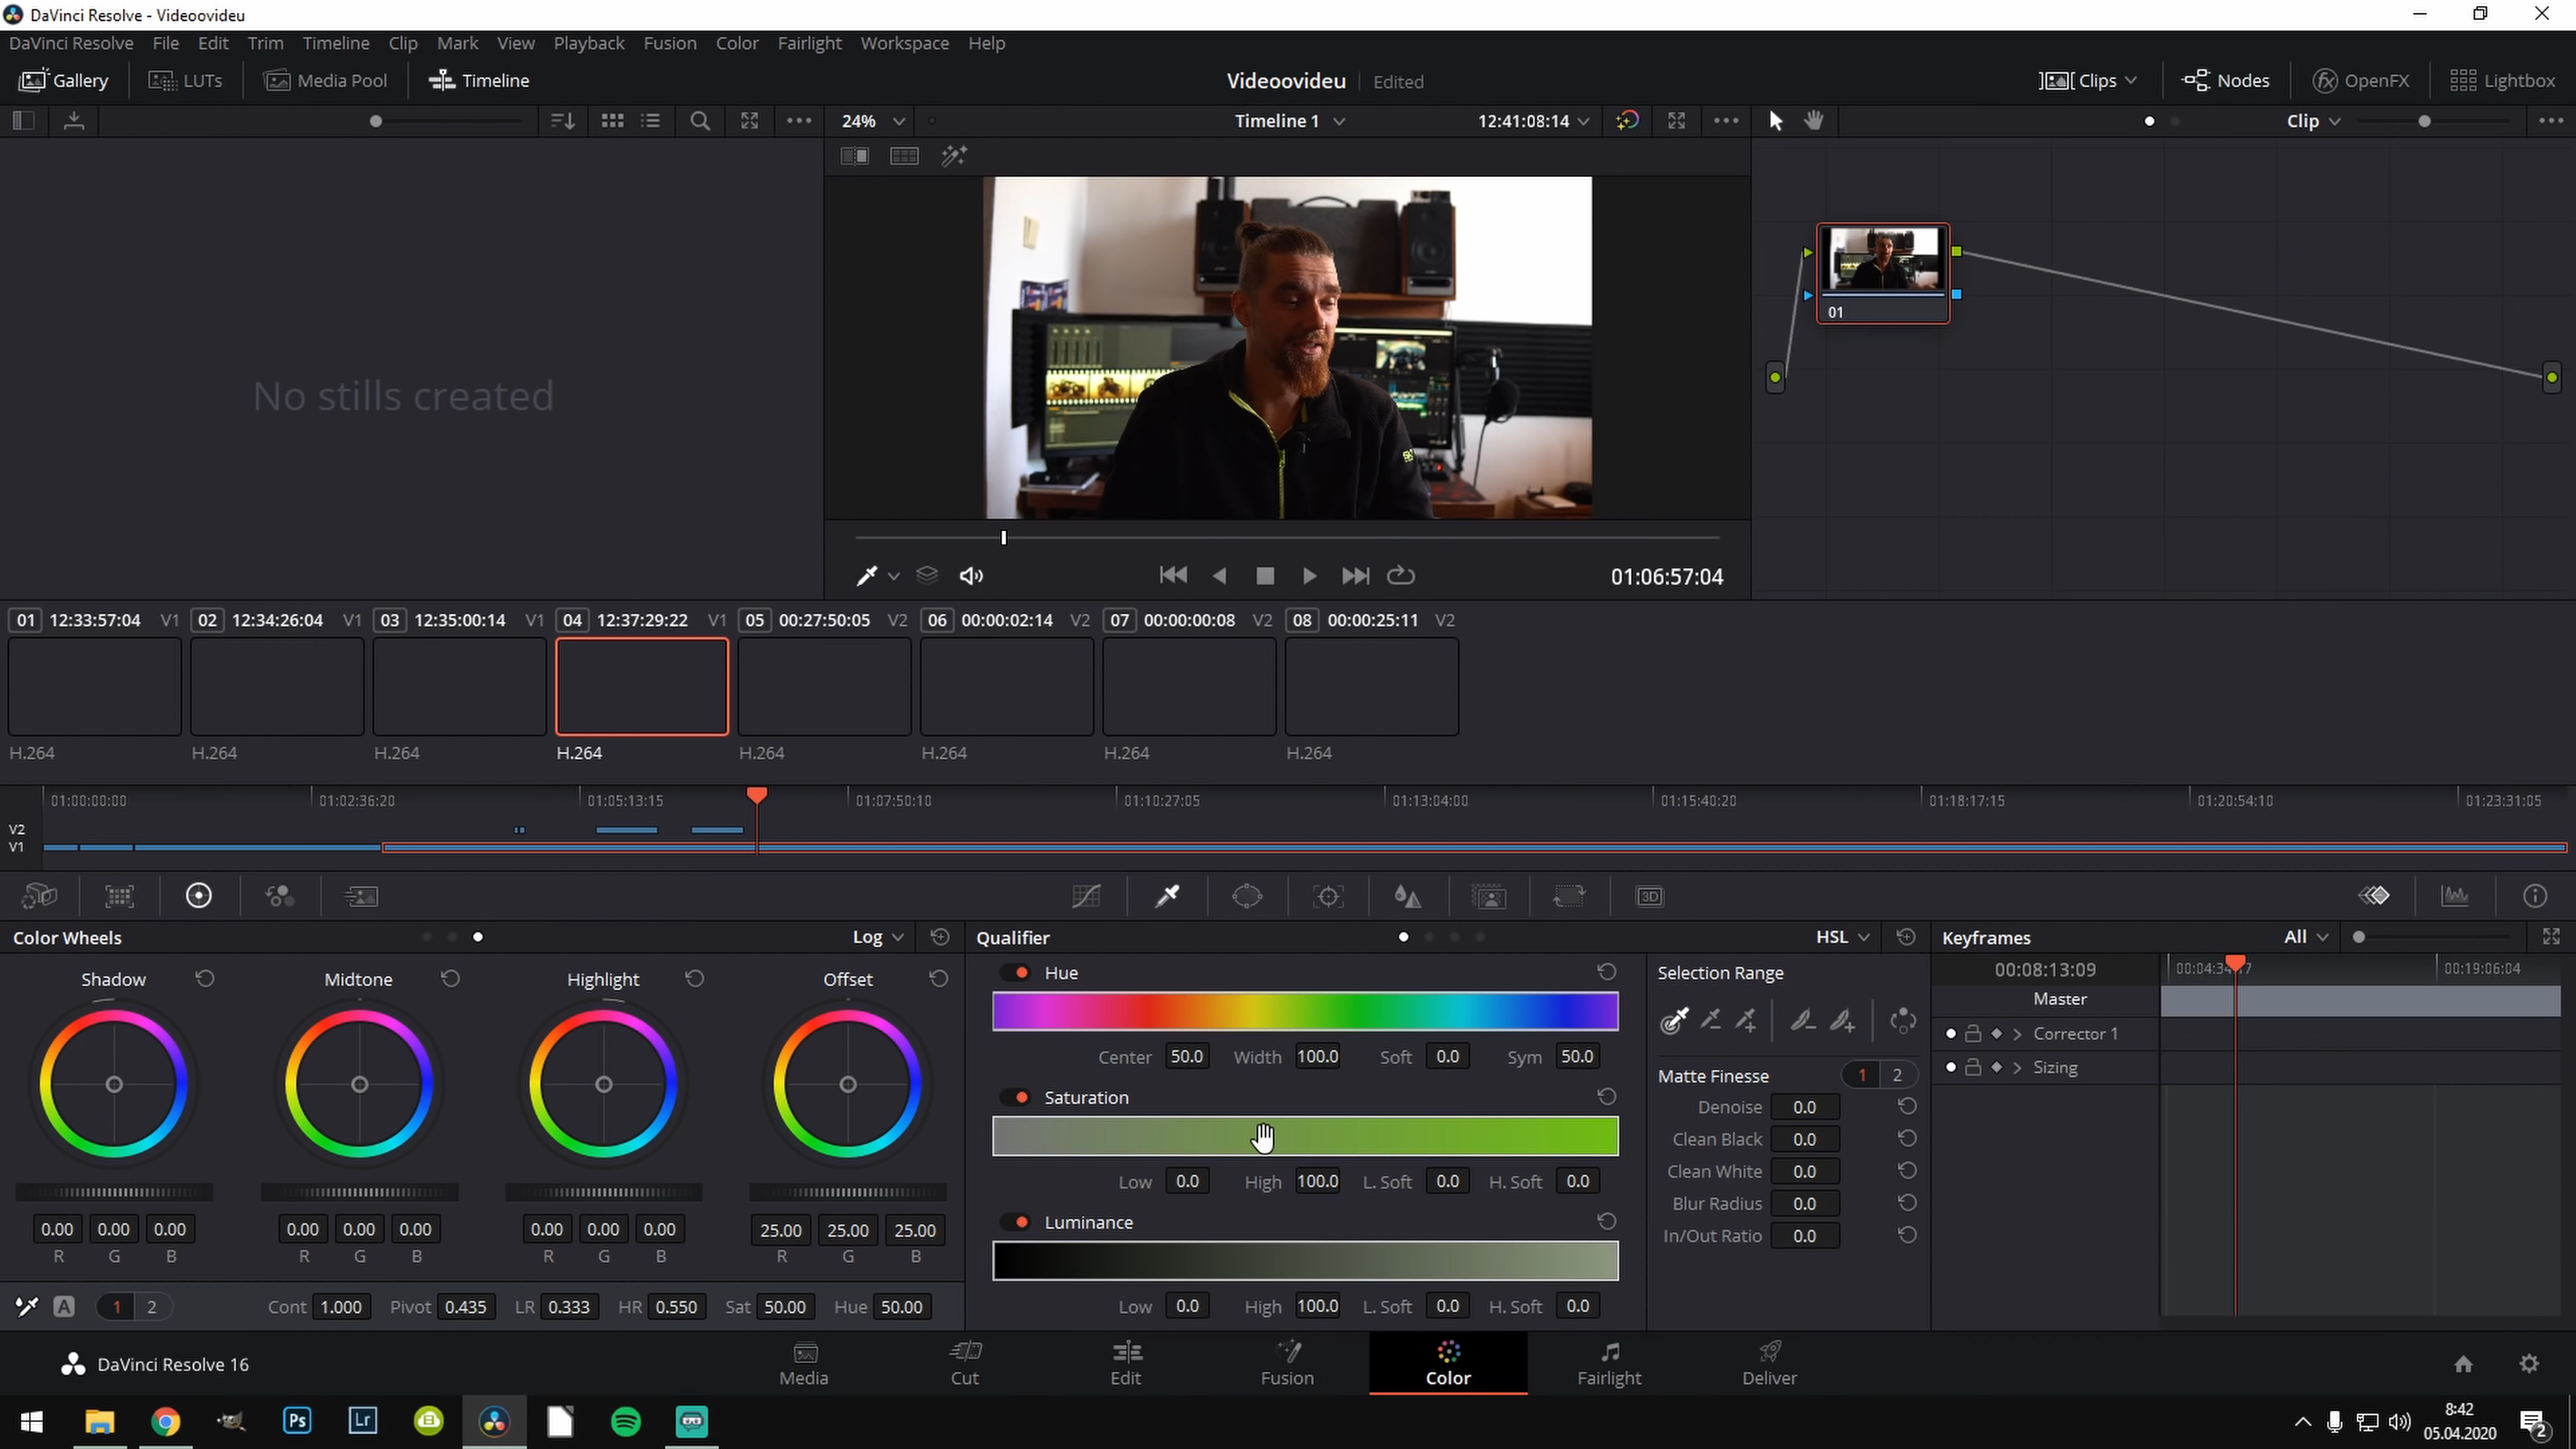 DaVinci Resolve - Videoovideu
DaVinci Resolve File Edit Trim Timeline Clip Mark View Playback Fusion Color Fairlight Workspace Help
Gallery LUTs Media Pool Timeline Videoovideu Edited Clips Nodes OpenFX Lightbox
24% Timeline 1 12:41:08:14 Clip
No stills created
01
01:06:57:04
01 12:33:57:04 V1 02 12:34:26:04 V1 03 12:35:00:14 V1 04 12:37:29:22 V1 05 00:27:50:05 V2 06 00:00:02:14 V2 07 00:00:00:08 V2 08 00:00:25:11 V2
H.264 H.264 H.264 H.264 H.264 H.264 H.264 H.264
01:00:00:00 01:02:36:20 01:05:13:15 01:07:50:10 01:10:27:05 01:13:04:00 01:15:40:20 01:18:17:15 01:20:54:10 01:23:31:05
V2
V1
3D
Color Wheels Log Qualifier HSL Keyframes All
Shadow Midtone Highlight Offset Hue Selection Range 00:08:13:09 00:19:06:04
Master
Corrector 1
Center 50.0 Width 100.0 Soft 0.0 Sym 50.0
Sizing
Matte Finesse 1 2
Saturation
Denoise 0.0
Clean Black 0.0
Clean White 0.0
Low 0.0 High 100.0 L. Soft 0.0 H. Soft 0.0
Blur Radius 0.0
Luminance
In/Out Ratio 0.0
0.00 0.00 0.00 0.00 0.00 0.00 0.00 0.00 0.00 25.00 25.00 25.00
R G B R G B R G B R G B
A 1 2 Cont 1.000 Pivot 0.435 LR 0.333 HR 0.550 Sat 50.00 Hue 50.00 Low 0.0 High 100.0 L. Soft 0.0 H. Soft 0.0
DaVinci Resolve 16 Media Cut Edit Fusion Color Fairlight Deliver
Ps Lr
8:42
05.04.2020
2